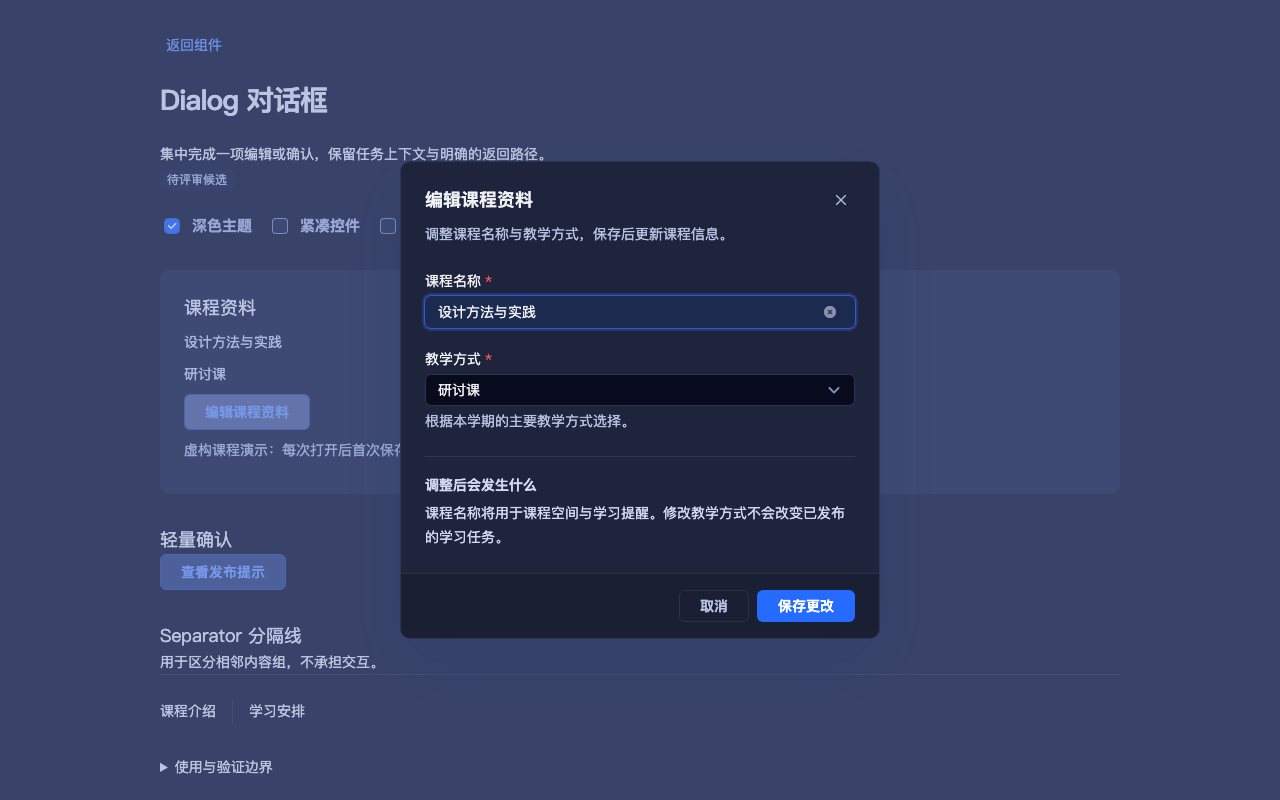 返回组件
Dialog 对话框
集中完成一项编辑或确认，保留任务上下文与明确的返回路径。
待评审候选
深色主题
紧凑控件
课程资料
设计方法与实践
研讨课
编辑课程资料
虚构课程演示：每次打开后首次保存
轻量确认
查看发布提示
Separator 分隔线
用于区分相邻内容组，不承担交互。
课程介绍
学习安排
使用与验证边界
编辑课程资料
调整课程名称与教学方式，保存后更新课程信息。
课程名称 *
设计方法与实践
教学方式 *
研讨课
根据本学期的主要教学方式选择。
调整后会发生什么
课程名称将用于课程空间与学习提醒。修改教学方式不会改变已发布
的学习任务。
取消
保存更改